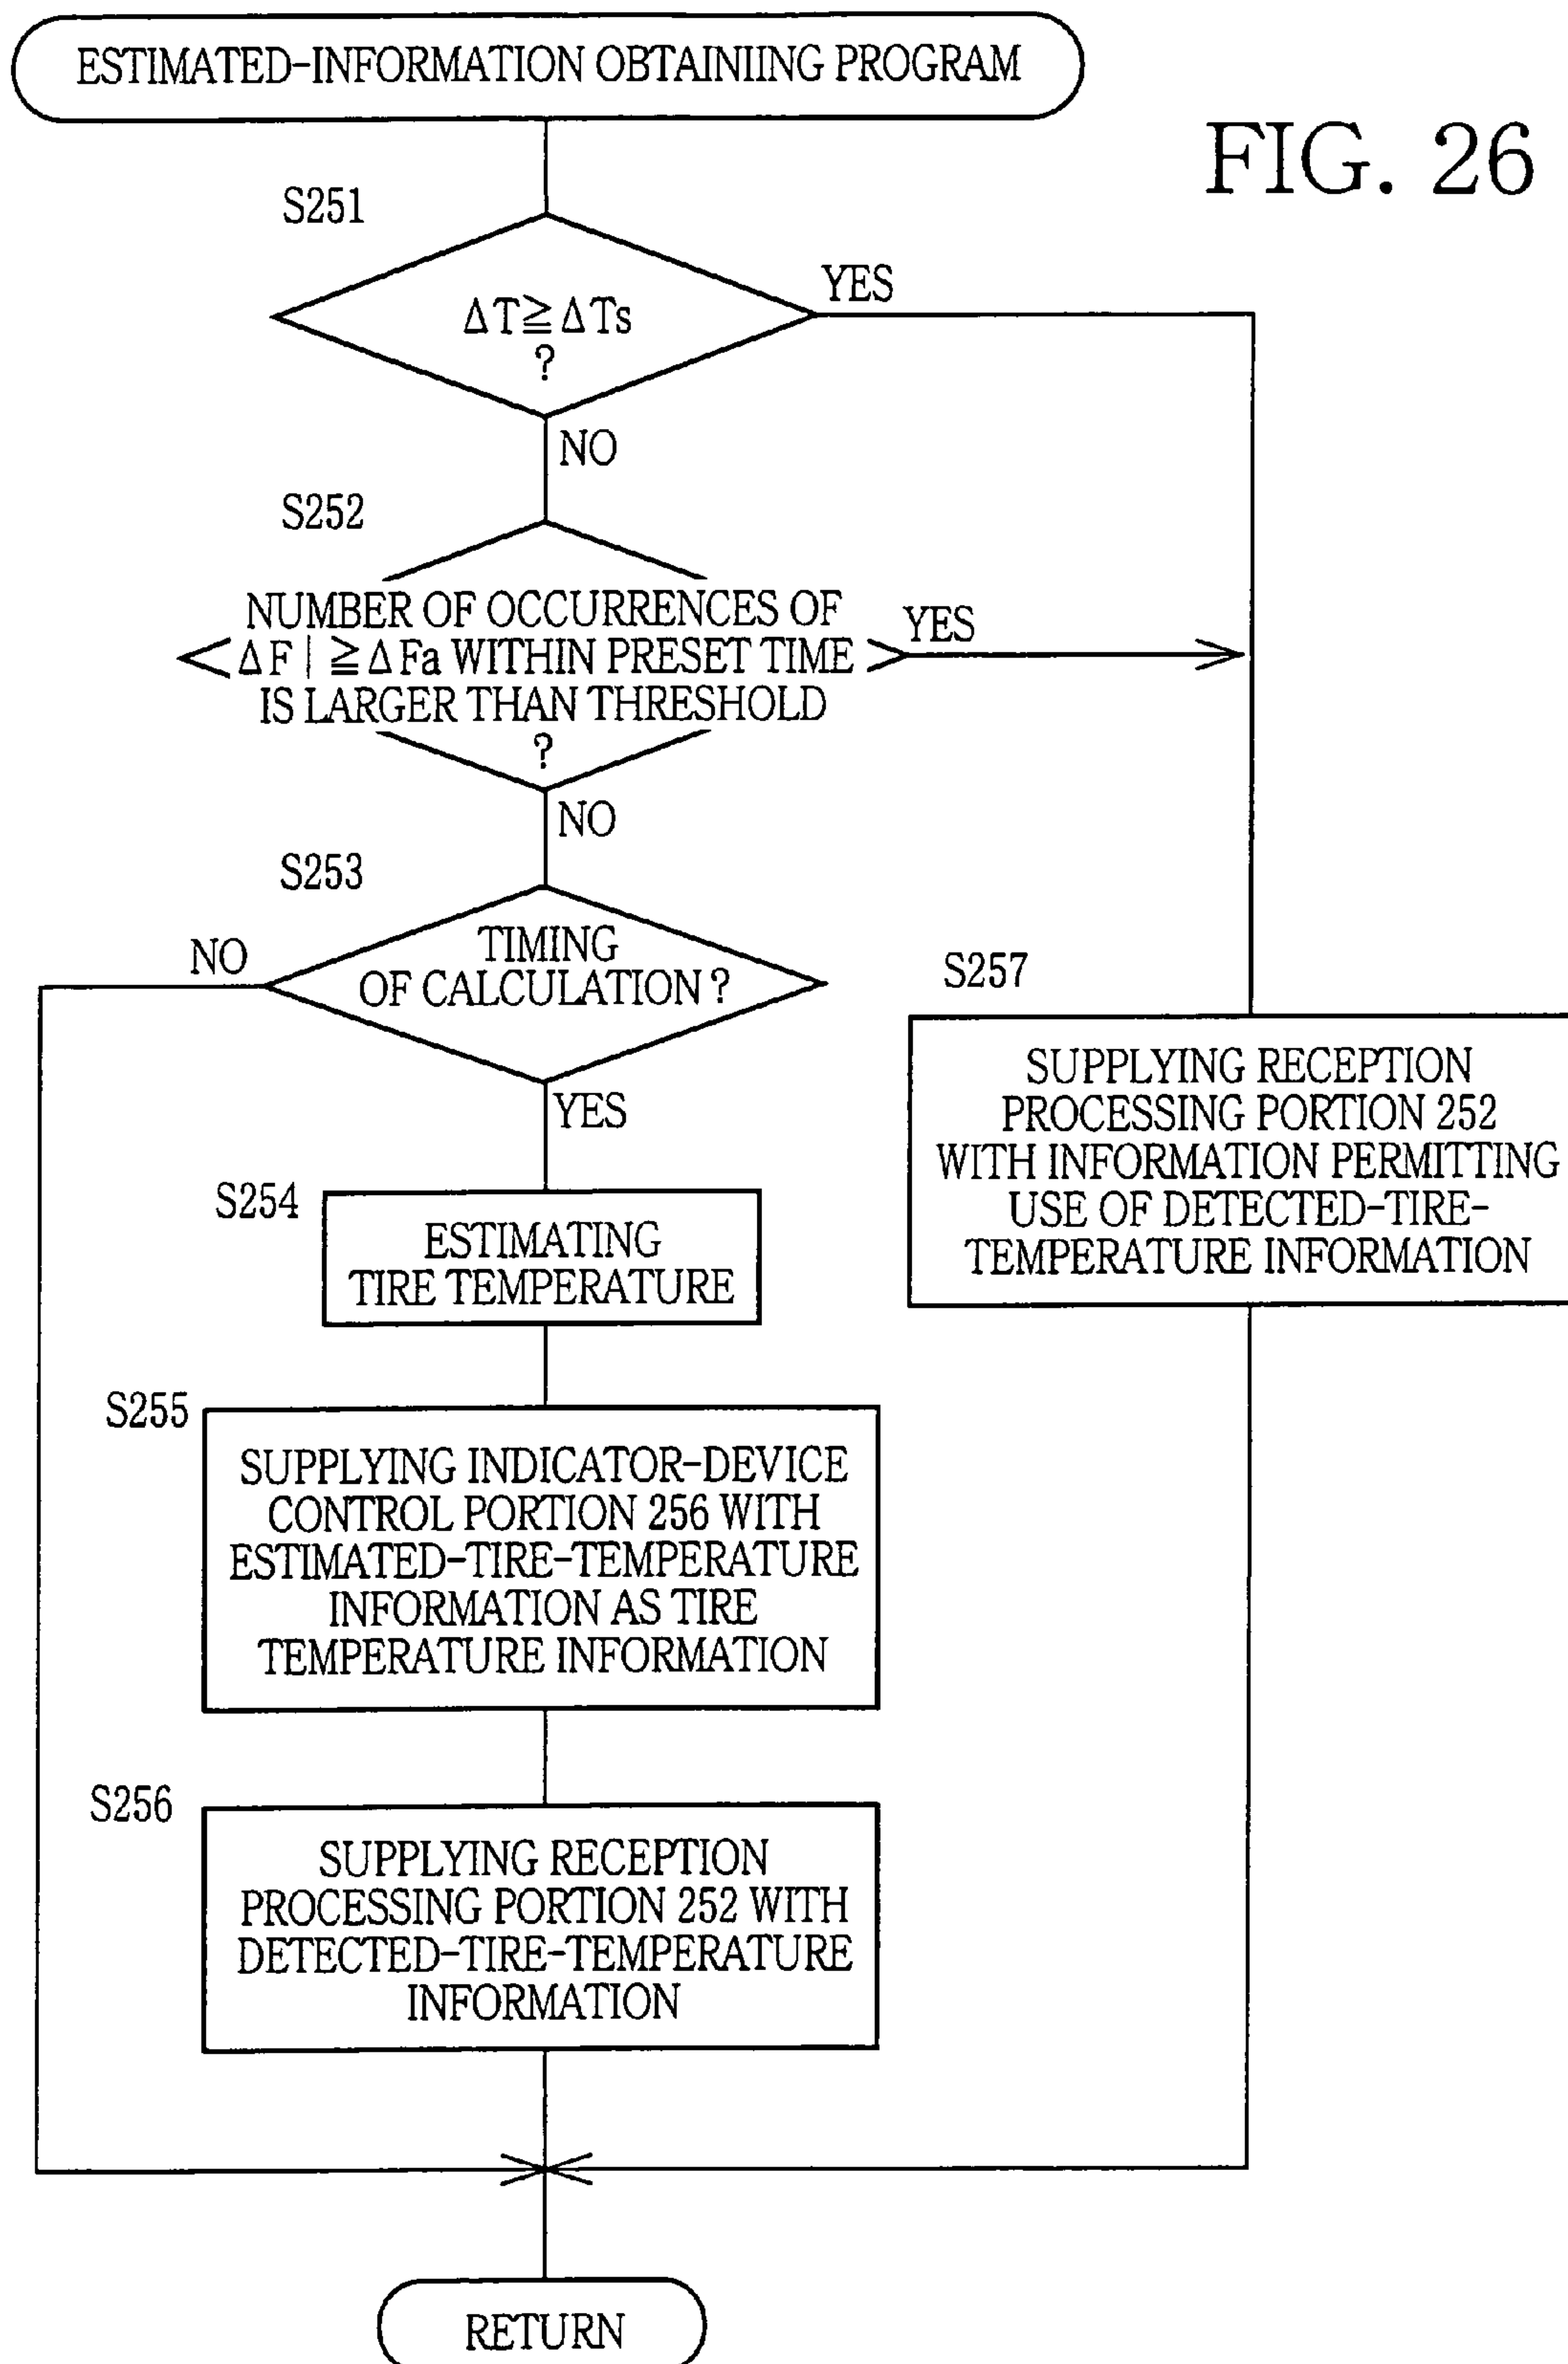 ESTIMATED-INFORMATION OBTAINIING PROGRAM
FIG. 26
S251
ΔT≧ΔTs
?
YES
NO
S252
NUMBER OF OCCURRENCES OF
ΔF| ≧ΔFa WITHIN PRESET TIME
IS LARGER THAN THRESHOLD
?
YES
NO
S253
TIMING
OF CALCULATION?
NO
YES
S257
SUPPLYING RECEPTION
PROCESSING PORTION 252
WITH INFORMATION PERMITTING
USE OF DETECTED-TIRE-
TEMPERATURE INFORMATION
S254
ESTIMATING
TIRE TEMPERATURE
S255
SUPPLYING INDICATOR-DEVICE
CONTROL PORTION 256 WITH
ESTIMATED-TIRE-TEMPERATURE
INFORMATION AS TIRE
TEMPERATURE INFORMATION
S256
SUPPLYING RECEPTION
PROCESSING PORTION 252 WITH
DETECTED-TIRE-TEMPERATURE
INFORMATION
RETURN